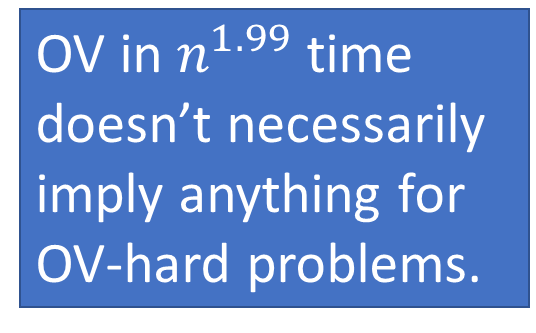 OV in $n^{1.99}$ time
doesn’t necessarily
imply anything for
OV-hard problems.